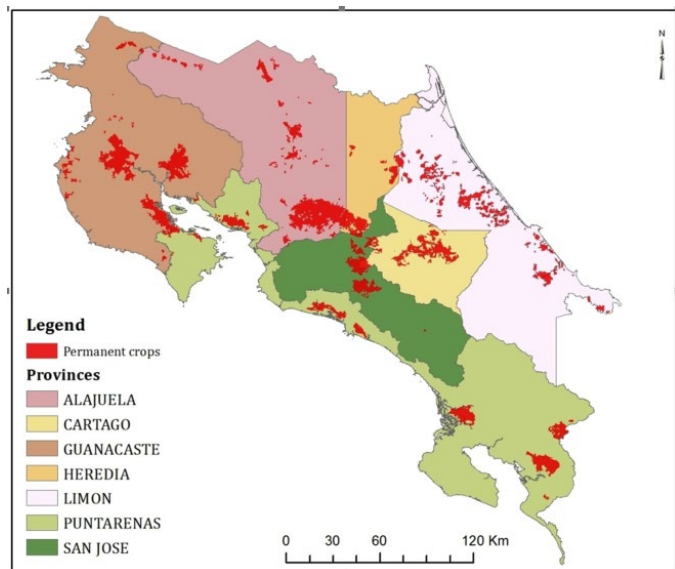 N
Legend
Permanent crops
Provinces
ALAJUELA
CARTAGO
GUANACASTE
HEREDIA
LIMON
PUNTARENAS
SAN JOSE
0 30 60 120 Km